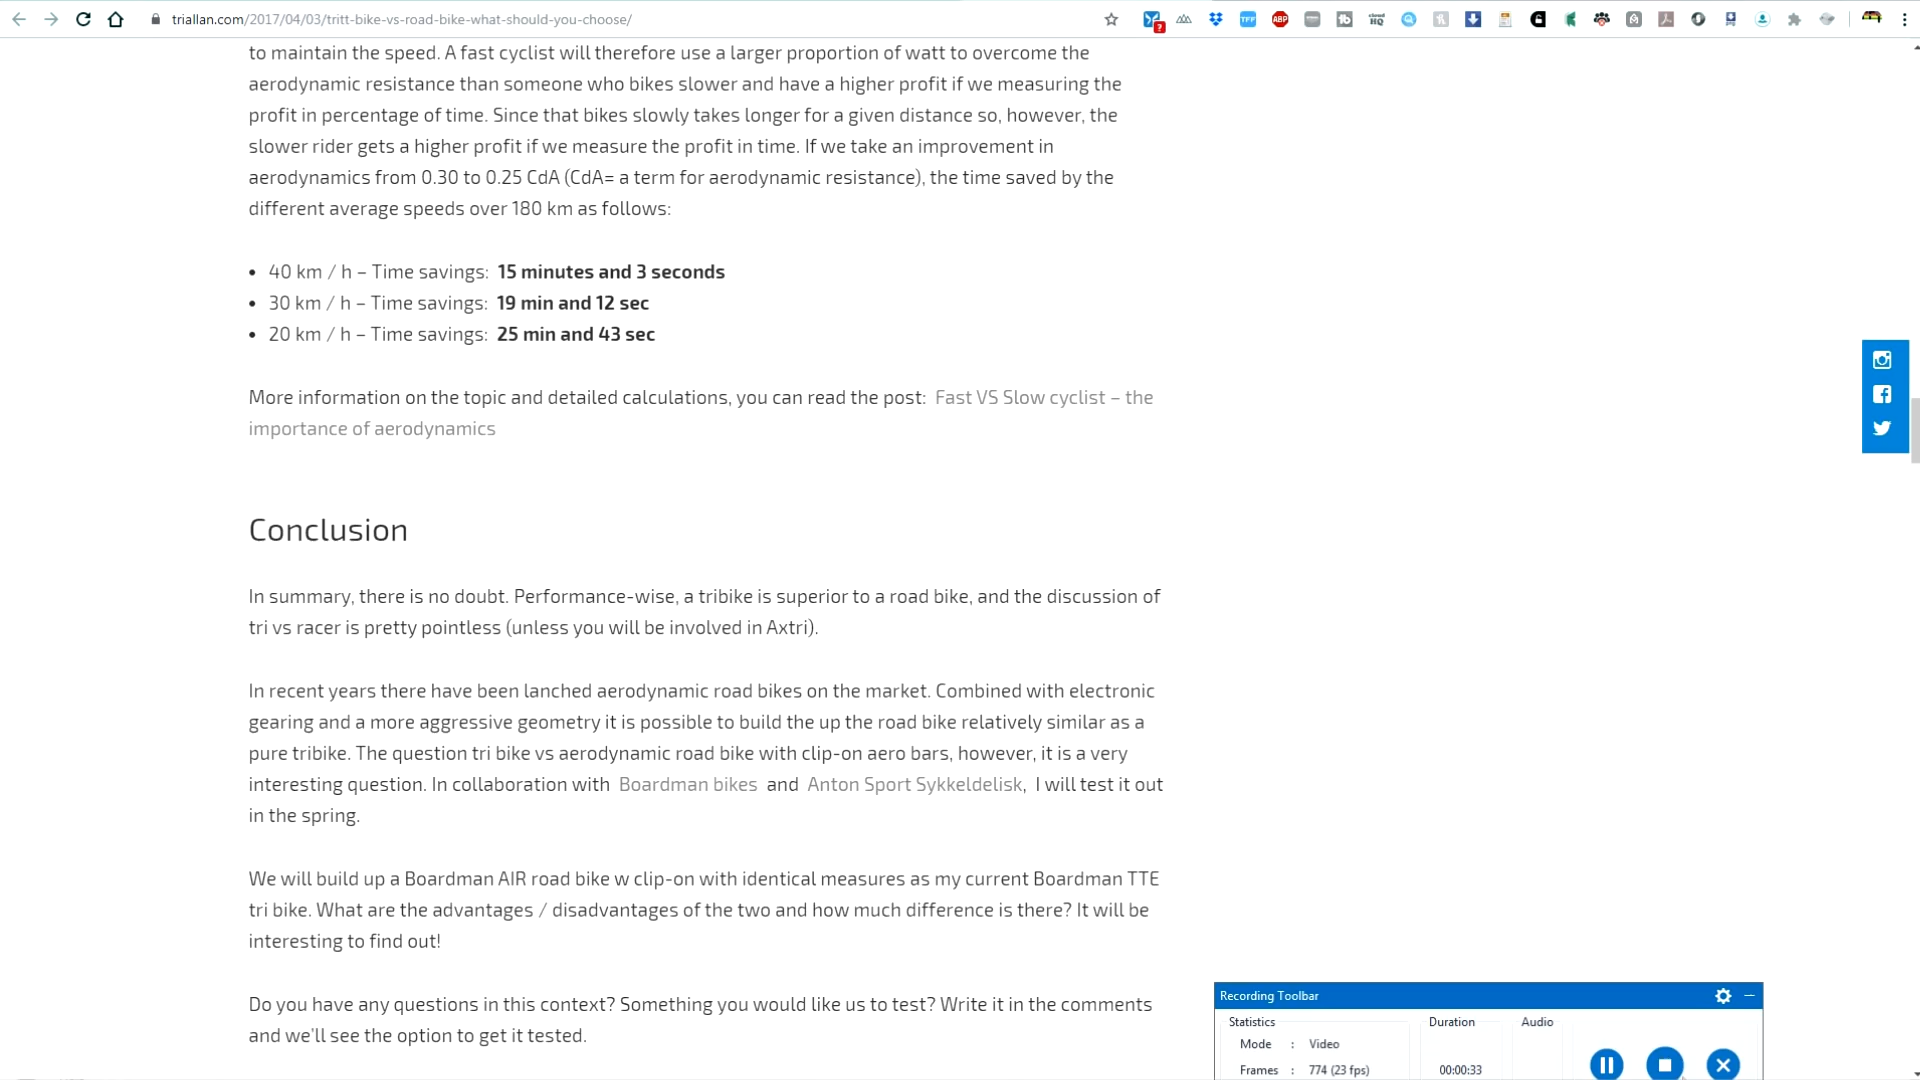 triallan.com/2017/04/03/tritt-bike-vs-road-bike-what-should-you-choose/
to maintain the speed. A fast cyclist will therefore use a larger proportion of watt to overcome the
aerodynamic resistance than someone who bikes slower and have a higher profit if we measuring the
profit in percentage of time. Since that bikes slowly takes longer for a given distance so, however, the
slower rider gets a higher profit if we measure the profit in time. If we take an improvement in
aerodynamics from 0.30 to 0.25 CdA (CdA= a term for aerodynamic resistance), the time saved by the
different average speeds over 180 km as follows:
• 40 km / h – Time savings: 15 minutes and 3 seconds
• 30 km / h – Time savings: 19 min and 12 sec
• 20 km / h – Time savings: 25 min and 43 sec
More information on the topic and detailed calculations, you can read the post: Fast VS Slow cyclist – the
importance of aerodynamics
Conclusion
In summary, there is no doubt. Performance-wise, a tribike is superior to a road bike, and the discussion of
tri vs racer is pretty pointless (unless you will be involved in Axtri).
In recent years there have been lanched aerodynamic road bikes on the market. Combined with electronic
gearing and a more aggressive geometry it is possible to build the up the road bike relatively similar as a
pure tribike. The question tri bike vs aerodynamic road bike with clip-on aero bars, however, it is a very
interesting question. In collaboration with Boardman bikes and Anton Sport Sykkeldelisk, I will test it out
in the spring.
We will build up a Boardman AIR road bike w clip-on with identical measures as my current Boardman TTE
tri bike. What are the advantages / disadvantages of the two and how much difference is there? It will be
interesting to find out!
Do you have any questions in this context? Something you would like us to test? Write it in the comments
and we'll see the option to get it tested.
Recording Toolbar
Statistics Duration Audio
Mode : Video
Frames : 774 (23 fps) 00:00:33